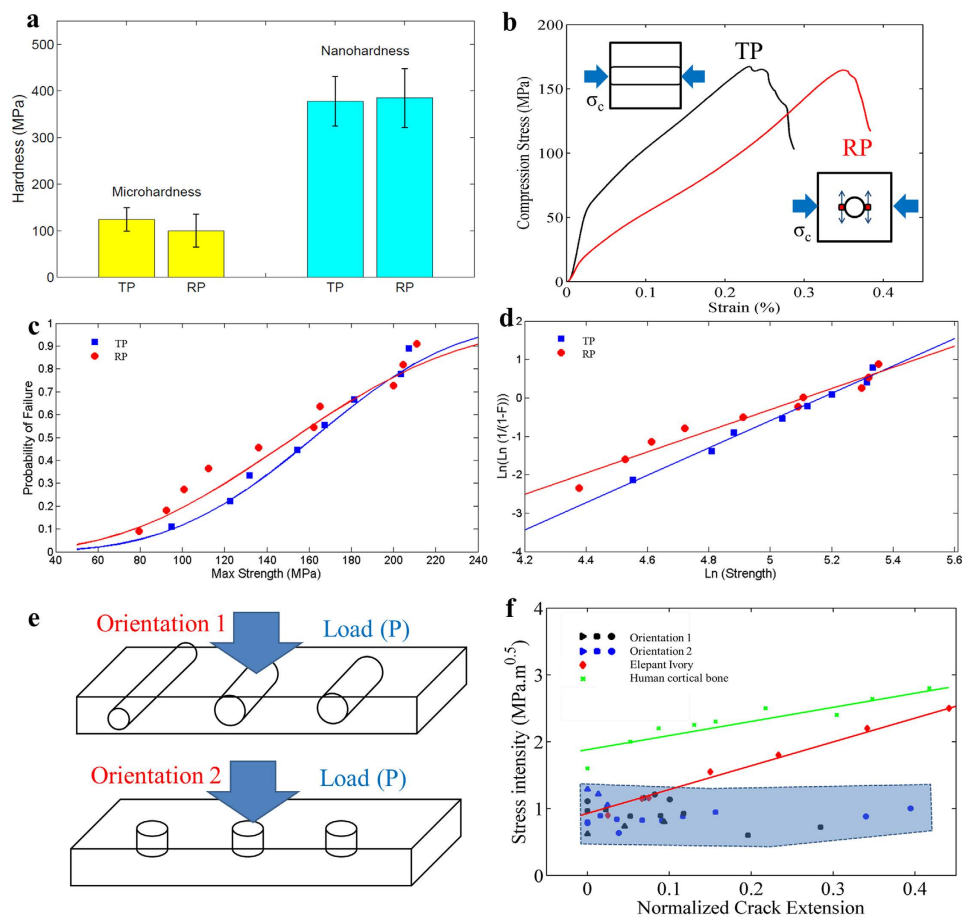 a
500
400
300
200
100
0
Hardness (MPa)
Microhardness
Nanohardness
TP
RP
TP
RP
b
200
150
100
50
0
Compression Stress (MPa)
TP
RP
σc
σc
0
0.1
0.2
0.3
0.4
Strain (%)
c
1
0.9
0.8
0.7
0.6
0.5
0.4
0.3
0.2
0.1
0
Probability of Failure
TP
RP
40
60
80
100
120
140
160
180
200
220
240
Max Strength (MPa)
d
2
1
0
-1
-2
-3
-4
Ln(Ln (1/(1-F)))
TP
RP
4.2
4.4
4.6
4.8
5
5.2
5.4
5.6
Ln (Strength)
e
Orientation 1
Load (P)
Orientation 2
Load (P)
f
4
3
2
1
0
Stress intensity (MPa.m0.5)
Orientation 1
Orientation 2
Elepant Ivory
Human cortical bone
0
0.1
0.2
0.3
0.4
Normalized Crack Extension